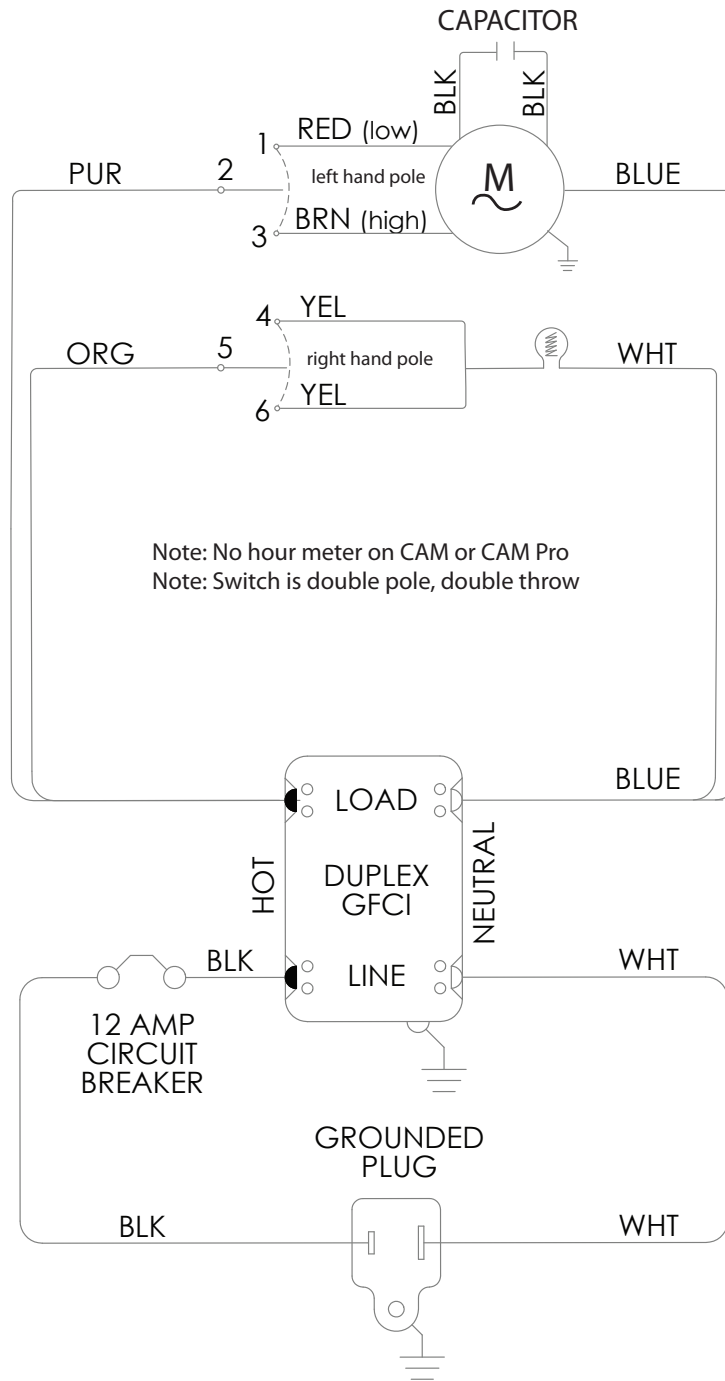 CAPACITOR
BLK
BLK
1
RED (low)
PUR
2
left hand pole
M
BLUE
3
BRN (high)
4
YEL
ORG
5
right hand pole
WHT
6
YEL
Note: No hour meter on CAM or CAM Pro
Note: Switch is double pole, double throw
LOAD
BLUE
HOT
DUPLEX
GFCI
NEUTRAL
BLK
LINE
WHT
12 AMP
CIRCUIT
BREAKER
GROUNDED
PLUG
BLK
WHT